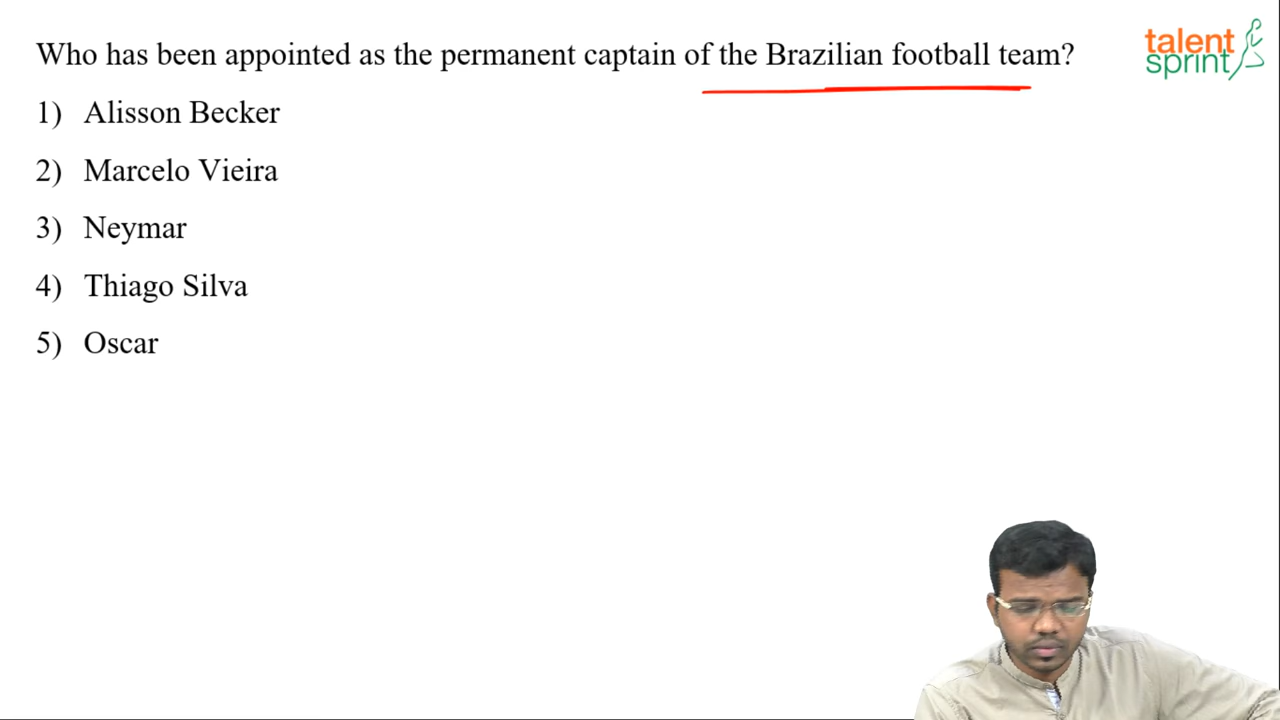 Who has been appointed as the permanent captain of the Brazilian football team?
talent
sprint
1) Alisson Becker
2) Marcelo Vieira
3) Neymar
4) Thiago Silva
5) Oscar